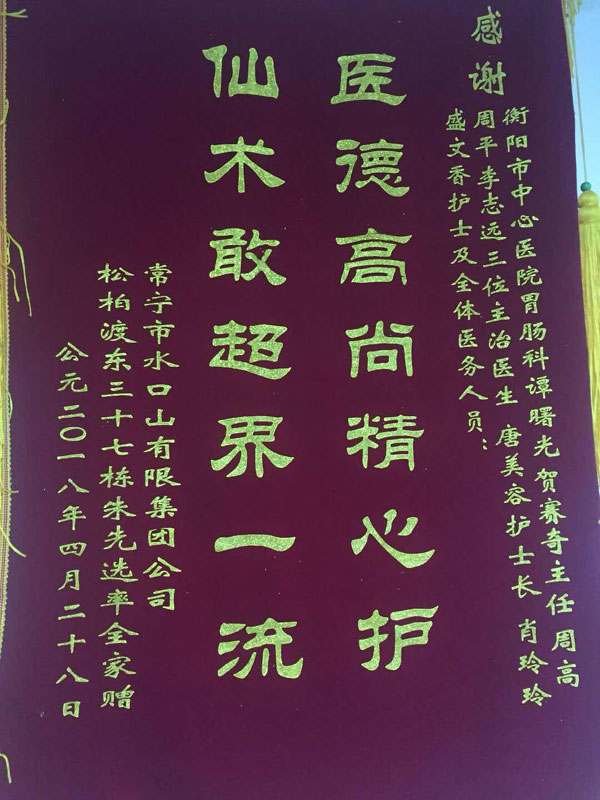 感谢
衡阳市中心医院胃肠科谭曙光贺赛奇主任 周高
周平李志远三位主治医生 唐美容护士长 肖玲玲
盛文香护士及全体医务人员：
医德高尚精心护
仙术敢超界一流
常宁市水口山有限集团公司
松柏渡东三十七栋朱先选率全家赠
公元二〇一八年四月二十八日